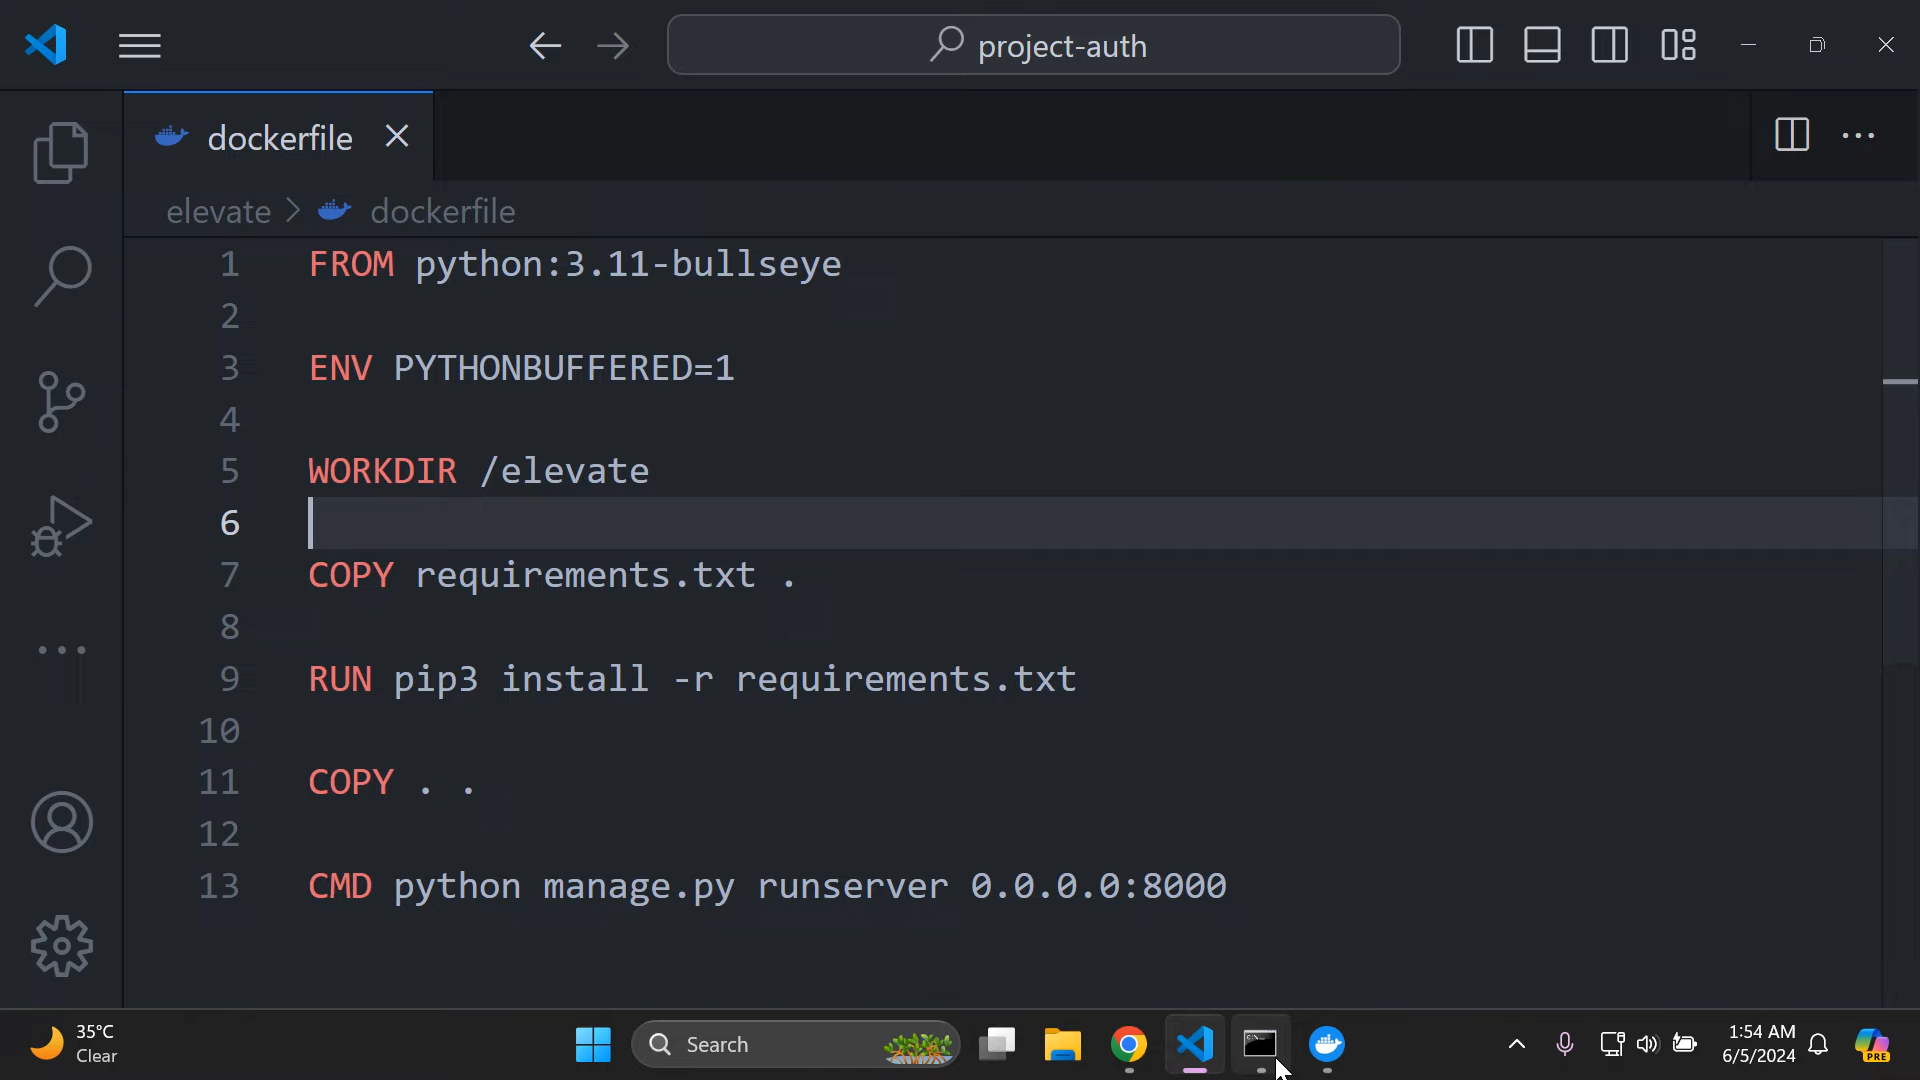 project-auth
dockerfile
elevate > dockerfile
1 FROM python:3.11-bullseye
2
3 ENV PYTHONBUFFERED=1
4
5 WORKDIR /elevate
6
7 COPY requirements.txt .
8
9 RUN pip3 install -r requirements.txt
10
11 COPY . .
12
13 CMD python manage.py runserver 0.0.0.0:8000
35°C
Clear
Search
1:54 AM
6/5/2024
PRE